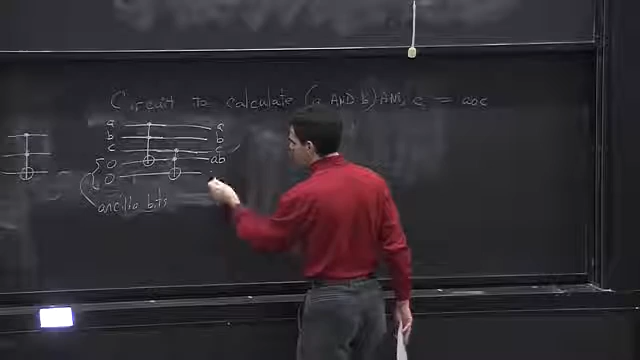 Circuit to calculate (a AND b) AND c = abc
a a
b b
c c
0 ab
0
ancilla bits